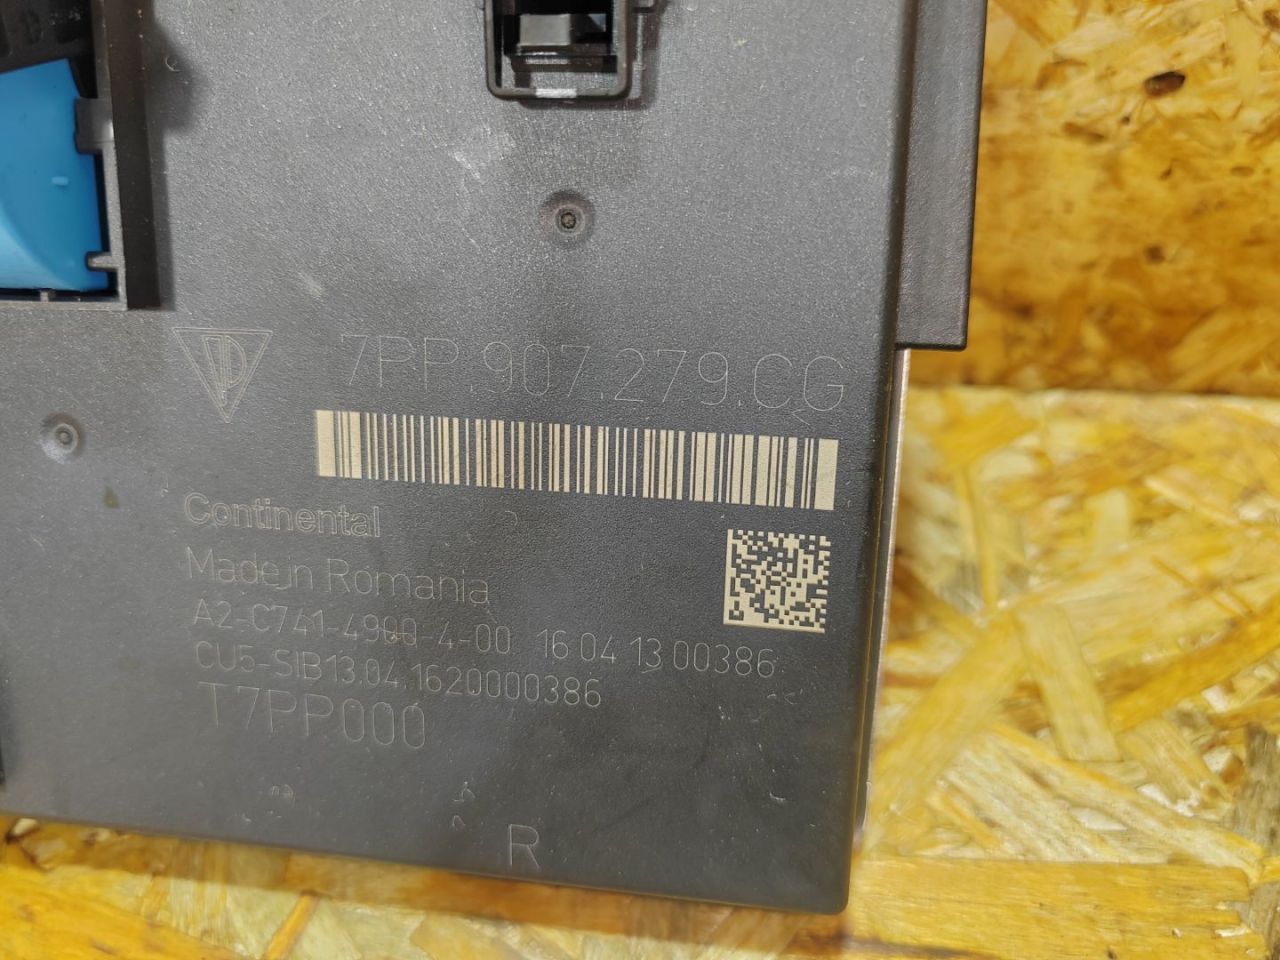 7PP.907.279.CG
Continental
Made in Romania
A2-C741-4900-4-00 16 04 13 00386
CU5-SIB13.04.1620000386
T7PP000
R